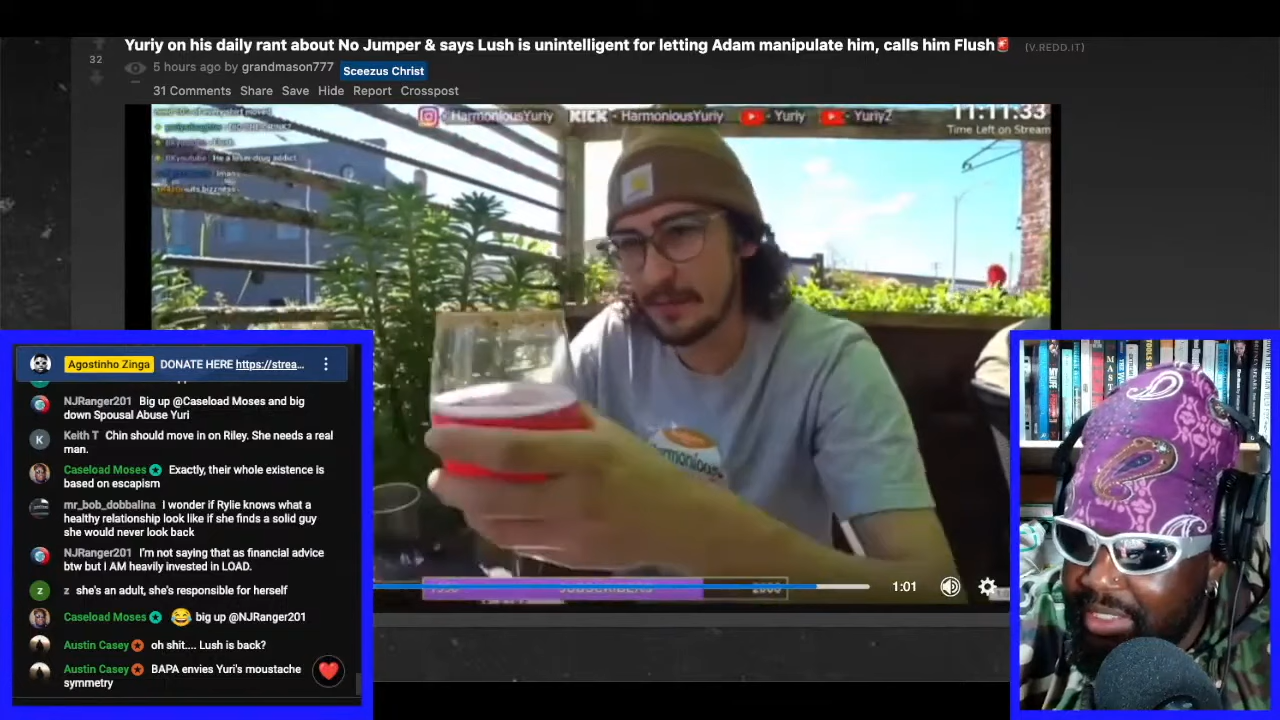 Yuriy on his daily rant about No Jumper & says Lush is unintelligent for letting Adam manipulate him, calls him Flush🚨 (V.REDD.IT)
32
5 hours ago by grandmason777 Sceezus Christ
31 Comments Share Save Hide Report Crosspost
- HarmoniousYuriy KICK - HarmoniousYuriy - Yuriy - Yuriy2
11:11:33
Time Left on Stream
He a loser drug addict
1:01
Agostinho Zinga DONATE HERE https://strea...
NJRanger201 Big up @Caseload Moses and big
down Spousal Abuse Yuri
Keith T Chin should move in on Riley. She needs a real
man.
Caseload Moses Exactly, their whole existence is
based on escapism
mr_bob_dobbalina I wonder if Rylie knows what a
healthy relationship look like if she finds a solid guy
she would never look back
NJRanger201 I'm not saying that as financial advice
btw but I AM heavily invested in LOAD.
z she's an adult, she's responsible for herself
Caseload Moses 😂 big up @NJRanger201
Austin Casey oh shit.... Lush is back?
Austin Casey BAPA envies Yuri's moustache
symmetry